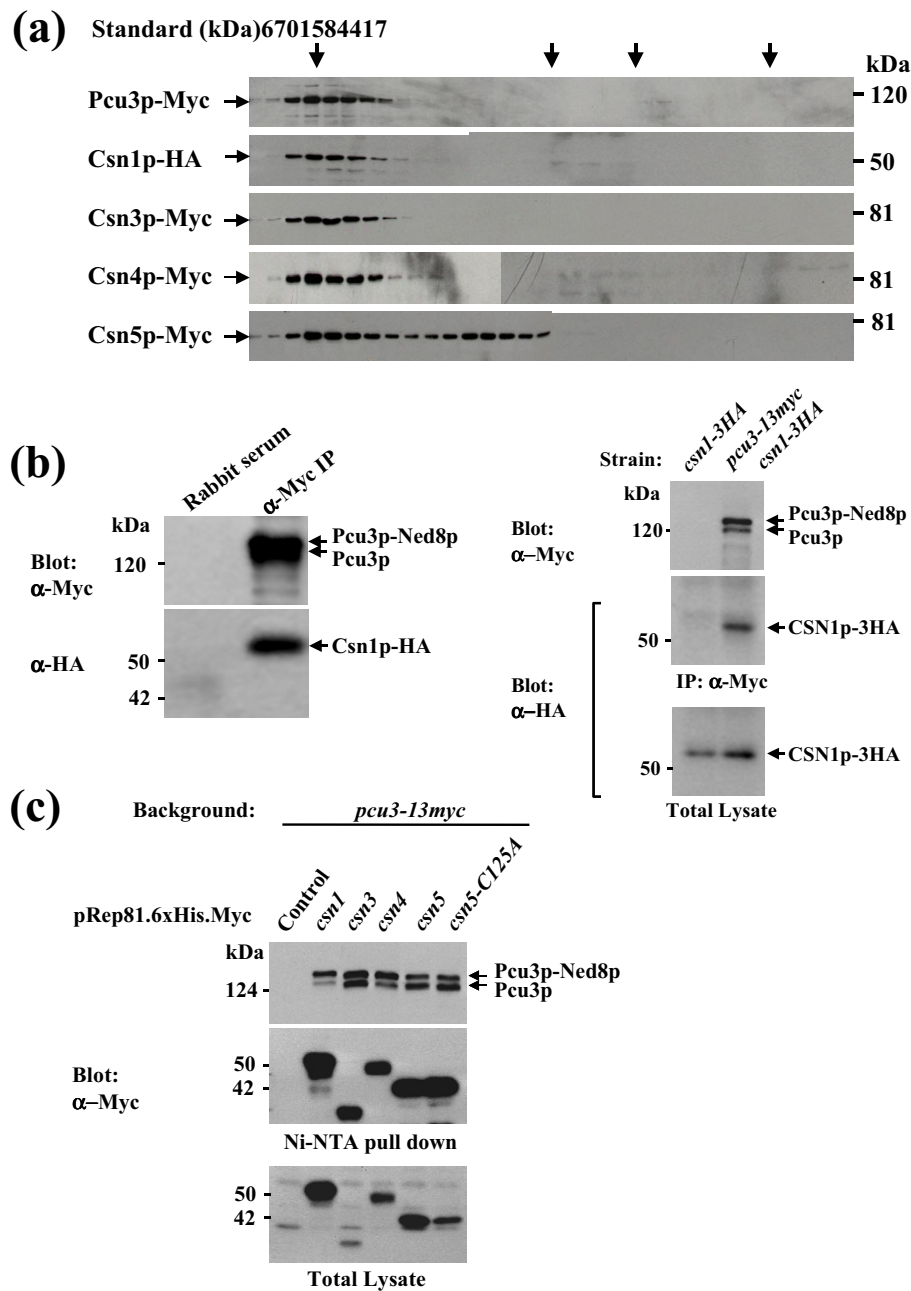 (a) Standard (kDa)6701584417
kDa
Pcu3p-Myc
120
Csn1p-HA
50
Csn3p-Myc
81
Csn4p-Myc
81
Csn5p-Myc
81
(b)
Rabbit serum
α-Myc IP
kDa
Blot:
α-Myc
120
Pcu3p-Ned8p
Pcu3p
α-HA
50
42
Csn1p-HA
Strain:
csn1-3HA
pcu3-13myc
csn1-3HA
kDa
Blot:
α–Myc
120
Pcu3p-Ned8p
Pcu3p
50
CSN1p-3HA
IP: α-Myc
Blot:
α–HA
50
CSN1p-3HA
Total Lysate
(c)
Background: pcu3-13myc
pRep81.6xHis.Myc
Control
csn1
csn3
csn4
csn5
csn5-C125A
kDa
124
Pcu3p-Ned8p
Pcu3p
Blot:
α–Myc
50
42
Ni-NTA pull down
50
42
Total Lysate